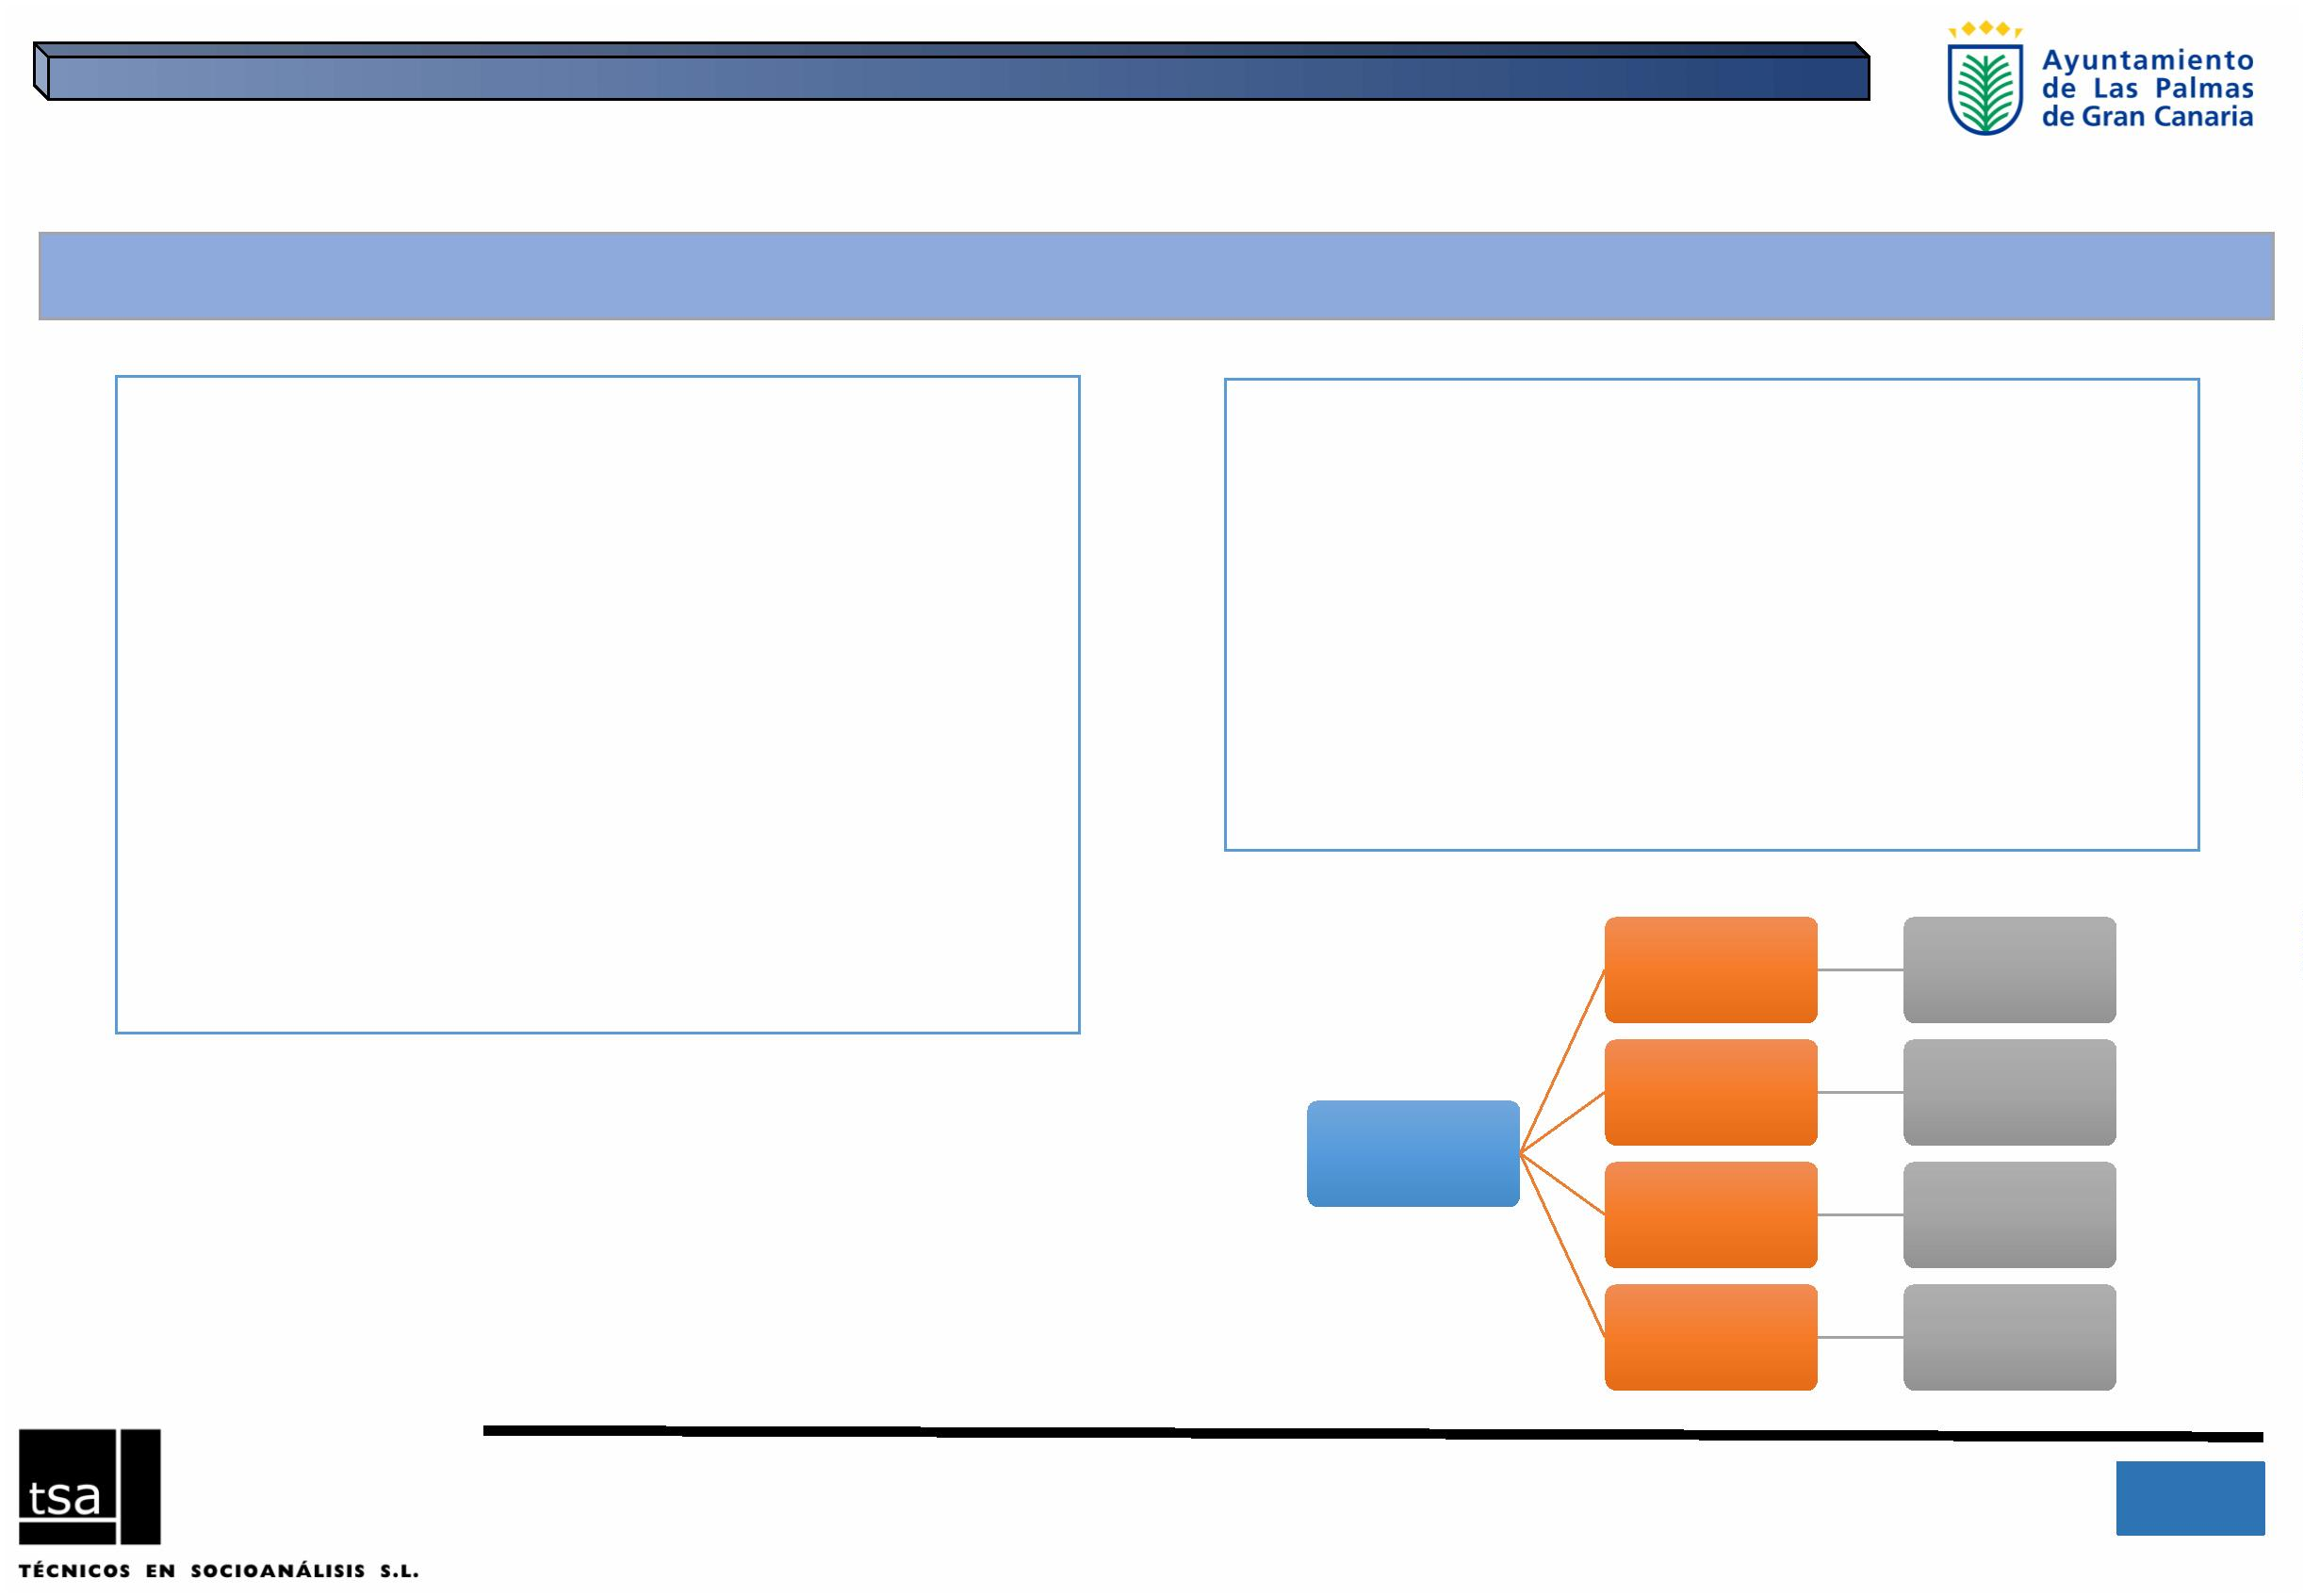 Ayuntamiento
de Las Palmas
de Gran Canaria
tsa
TÉCNICOS EN SOCIOANÁLISIS S.L.